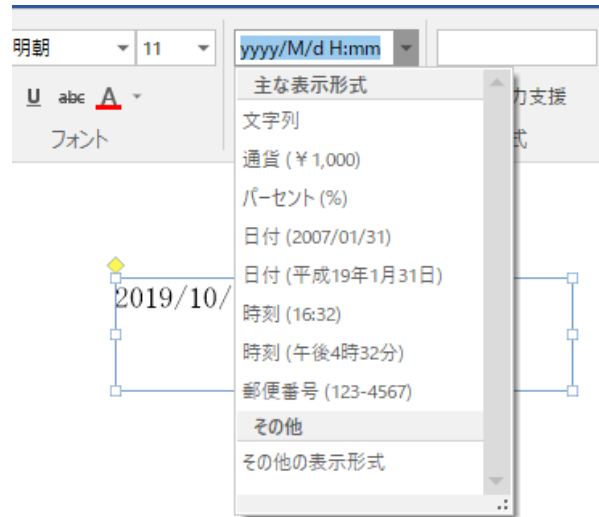 明朝
11
yyyy/M/d H:mm
U abc A
フォント
主な表示形式
文字列
通貨 (￥1,000)
パーセント (%)
日付 (2007/01/31)
日付 (平成19年1月31日)
時刻 (16:32)
時刻 (午後4時32分)
郵便番号 (123-4567)
その他
その他の表示形式
力支援
式
2019/10/